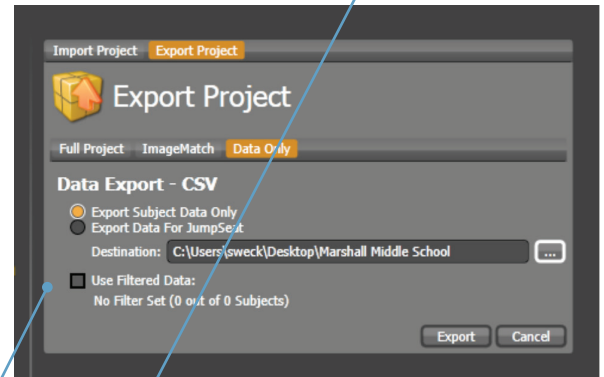 Import Project Export Project
Export Project
Full Project ImageMatch Data Only
Data Export - CSV
Export Subject Data Only
Export Data For JumpSeat
Destination: C:\Users\sweck\Desktop\Marshall Middle School ...
Use Filtered Data:
No Filter Set (0 out of 0 Subjects)
Export Cancel